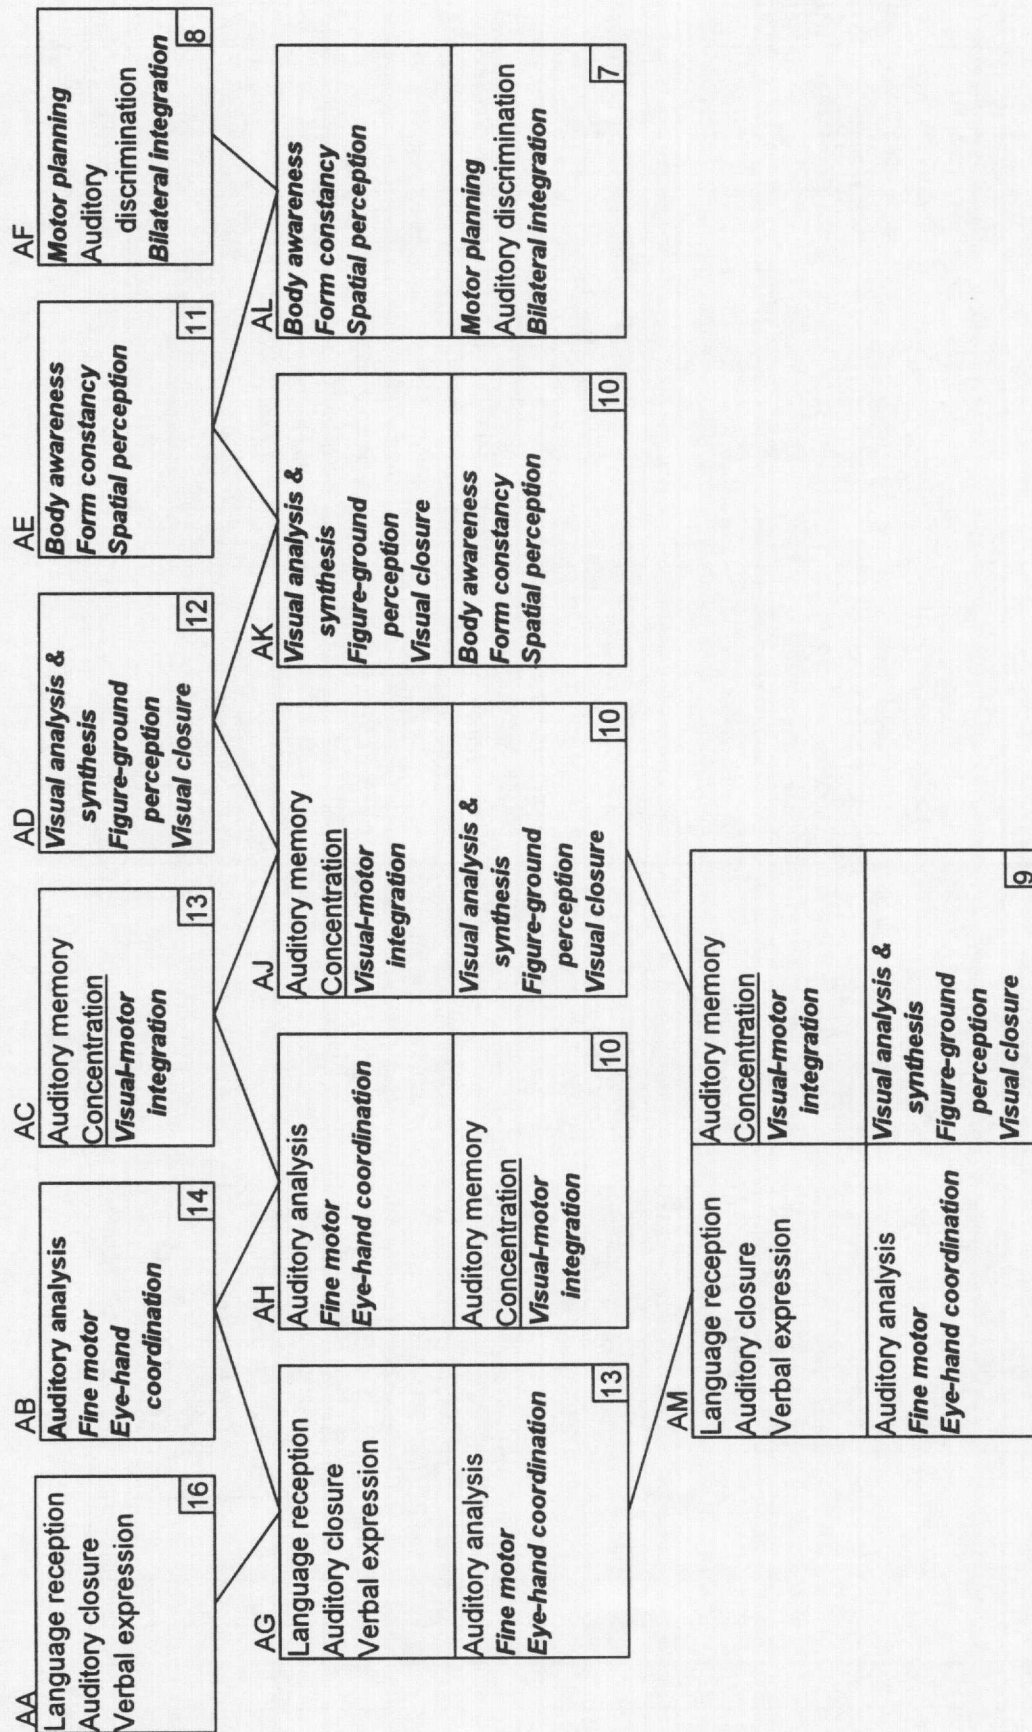 AA
Language reception
Auditory closure
Verbal expression
16
AB
Auditory analysis
Fine motor
Eye-hand
coordination
14
AC
Auditory memory
Concentration
Visual-motor
integration
13
AD
Visual analysis &
synthesis
Figure-ground
perception
Visual closure
12
AE
Body awareness
Form constancy
Spatial perception
11
AF
Motor planning
Auditory
discrimination
Bilateral integration
8
AG
Language reception
Auditory closure
Verbal expression
Auditory analysis
Fine motor
Eye-hand coordination
13
AH
Auditory analysis
Fine motor
Eye-hand coordination
Auditory memory
Concentration
Visual-motor
integration
10
AJ
Auditory memory
Concentration
Visual-motor
integration
Visual analysis &
synthesis
Figure-ground
perception
Visual closure
10
AK
Visual analysis &
synthesis
Figure-ground
perception
Visual closure
Body awareness
Form constancy
Spatial perception
10
AL
Body awareness
Form constancy
Spatial perception
Motor planning
Auditory discrimination
Bilateral integration
7
AM
Language reception
Auditory closure
Verbal expression
Auditory memory
Concentration
Visual-motor
integration
Auditory analysis
Fine motor
Eye-hand coordination
Visual analysis &
synthesis
Figure-ground
perception
Visual closure
9